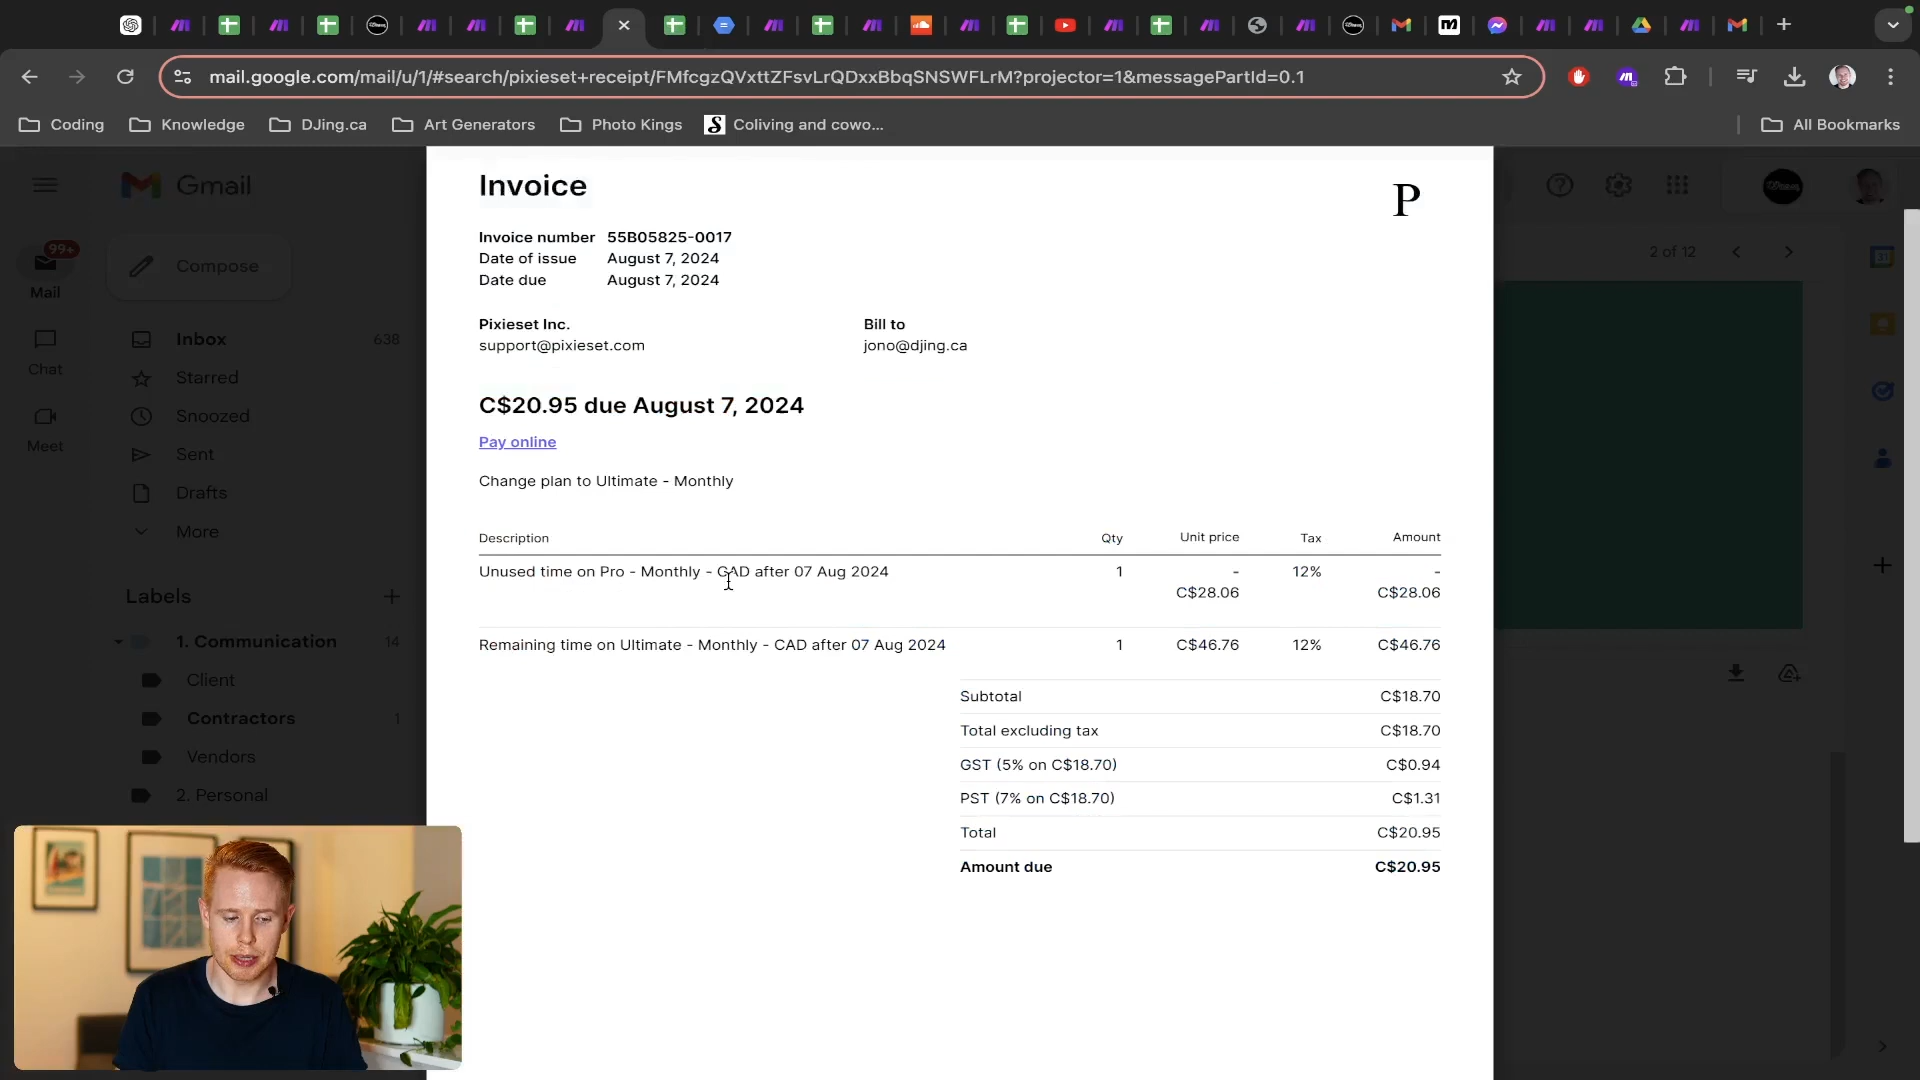 mail.google.com/mail/u/1/#search/pixieset+receipt/FMfcgzQVxttZFsvLrQDxxBbqSNSWFLrM?projector=1&messagePartId=0.1
Coding
Knowledge
DJing.ca
Art Generators
Photo Kings
Coliving and cowo...
All Bookmarks
Gmail
99+
Mail
Chat
Meet
Compose
Inbox 638
Starred
Snoozed
Sent
Drafts
More
Labels
1. Communication 14
Client
Contractors 1
Vendors
2. Personal
2 of 12
Invoice
P
Invoice number 55B05825-0017
Date of issue August 7, 2024
Date due August 7, 2024
Pixieset Inc. Bill to
support@pixieset.com jono@djing.ca
C$20.95 due August 7, 2024
Pay online
Change plan to Ultimate - Monthly
Description Qty Unit price Tax Amount
Unused time on Pro - Monthly - CAD after 07 Aug 2024 1 - 12% -
C$28.06 C$28.06
Remaining time on Ultimate - Monthly - CAD after 07 Aug 2024 1 C$46.76 12% C$46.76
Subtotal C$18.70
Total excluding tax C$18.70
GST (5% on C$18.70) C$0.94
PST (7% on C$18.70) C$1.31
Total C$20.95
Amount due C$20.95